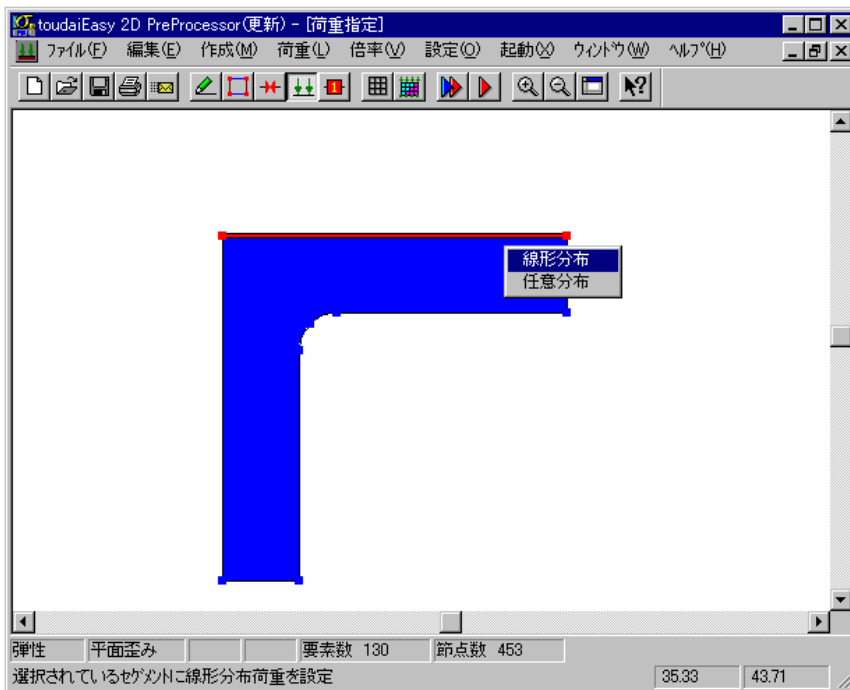 toudaiEasy 2D PreProcessor(更新) - [荷重指定]
ファイル(F) 編集(E) 作成(M) 荷重(L) 倍率(V) 設定(O) 起動(X) ウィンドウ(W) ヘルプ(H)
1
線形分布
任意分布
弾性 平面歪み 要素数 130 節点数 453
選択されているセグメントに線形分布荷重を設定 35.33 43.71